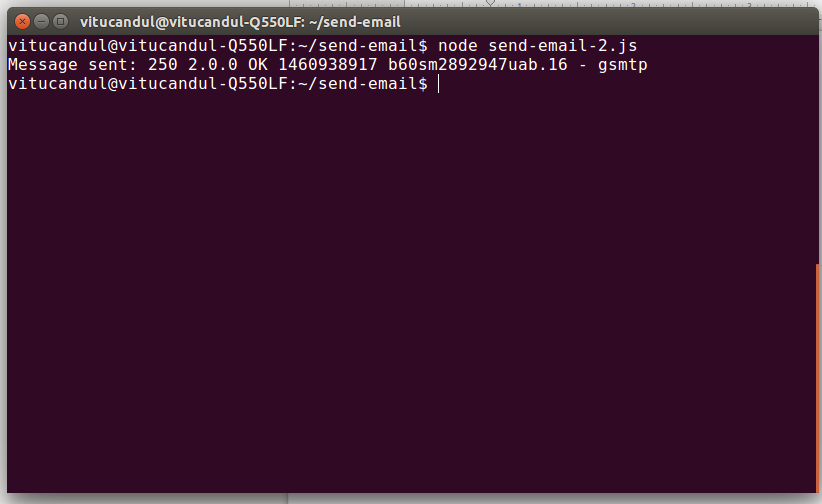 vitucandul@vitucandul-Q550LF: ~/send-email
vitucandul@vitucandul-Q550LF:~/send-email$ node send-email-2.js
Message sent: 250 2.0.0 OK 1460938917 b60sm2892947uab.16 - gsmtp
vitucandul@vitucandul-Q550LF:~/send-email$